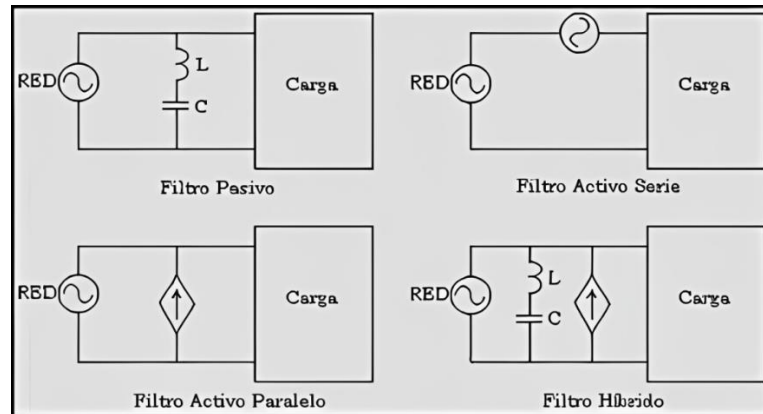 RED
L
C
Carga
Filtro Pasivo
RED
Carga
Filtro Activo Serie
RED
Carga
Filtro Activo Paralelo
RED
L
C
Carga
Filtro Híbrido